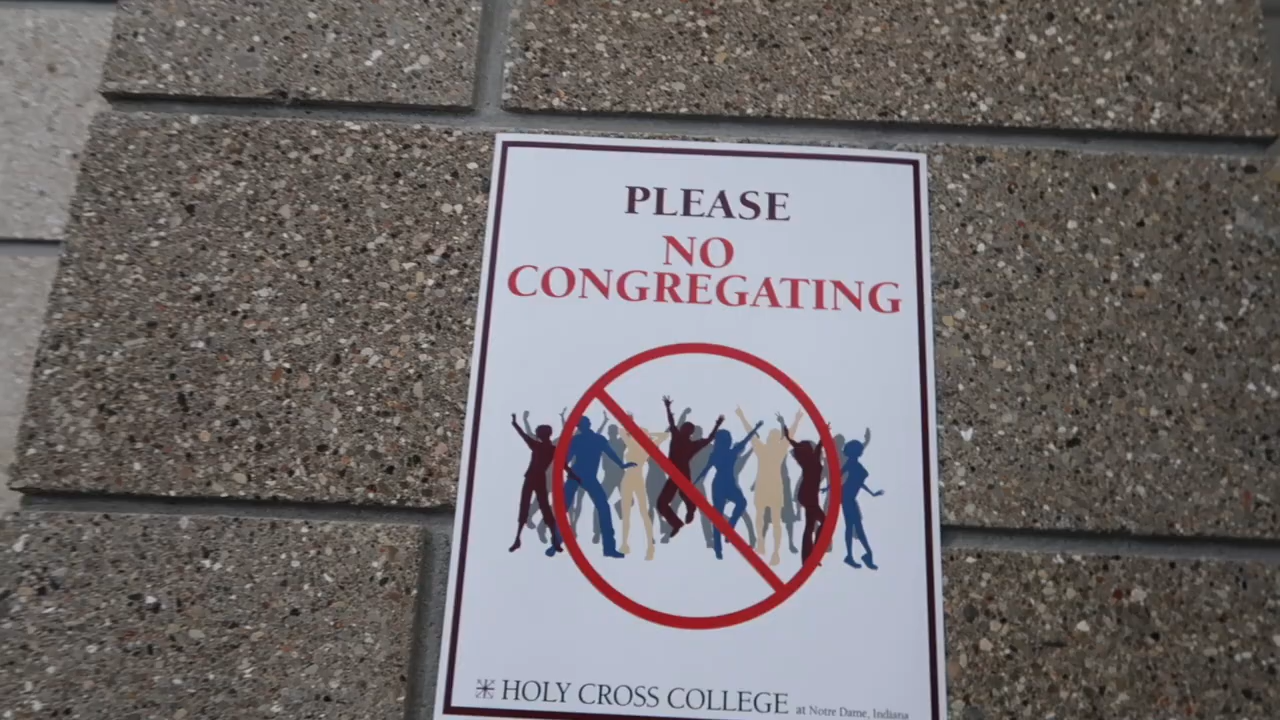 PLEASE
NO
CONGREGATING
HOLY CROSS COLLEGE at Notre Dame, Indiana